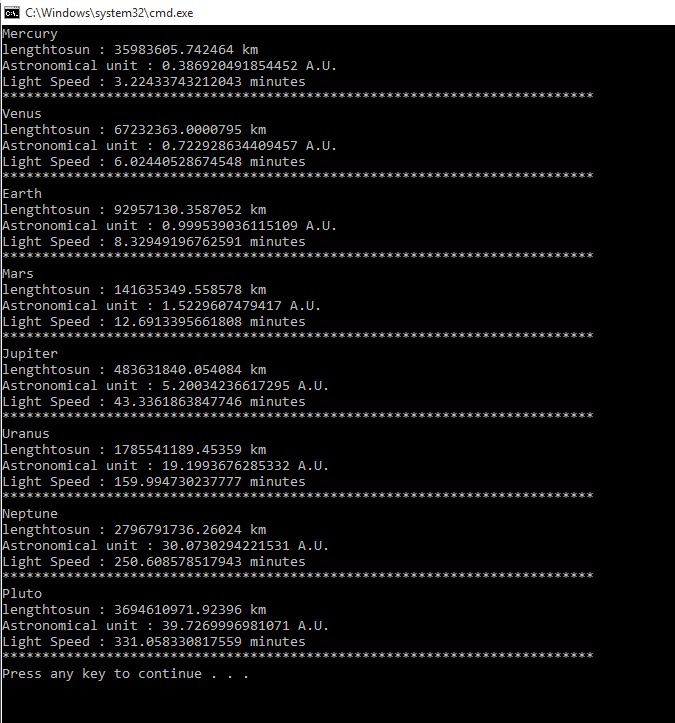 C:\Windows\system32\cmd.exe
Mercury
lengthtosun : 35983605.742464 km
Astronomical unit : 0.386920491854452 A.U.
Light Speed : 3.22433743212043 minutes
**************************************************************************
Venus
lengthtosun : 67232363.0000795 km
Astronomical unit : 0.722928634409457 A.U.
Light Speed : 6.02440528674548 minutes
**************************************************************************
Earth
lengthtosun : 92957130.3587052 km
Astronomical unit : 0.999539036115109 A.U.
Light Speed : 8.32949196762591 minutes
**************************************************************************
Mars
lengthtosun : 141635349.558578 km
Astronomical unit : 1.5229607479417 A.U.
Light Speed : 12.6913395661808 minutes
**************************************************************************
Jupiter
lengthtosun : 483631840.054084 km
Astronomical unit : 5.20034236617295 A.U.
Light Speed : 43.3361863847746 minutes
**************************************************************************
Uranus
lengthtosun : 1785541189.45359 km
Astronomical unit : 19.1993676285332 A.U.
Light Speed : 159.994730237777 minutes
**************************************************************************
Neptune
lengthtosun : 2796791736.26024 km
Astronomical unit : 30.0730294221531 A.U.
Light Speed : 250.608578517943 minutes
**************************************************************************
Pluto
lengthtosun : 3694610971.92396 km
Astronomical unit : 39.7269996981071 A.U.
Light Speed : 331.058330817559 minutes
**************************************************************************
Press any key to continue . . .